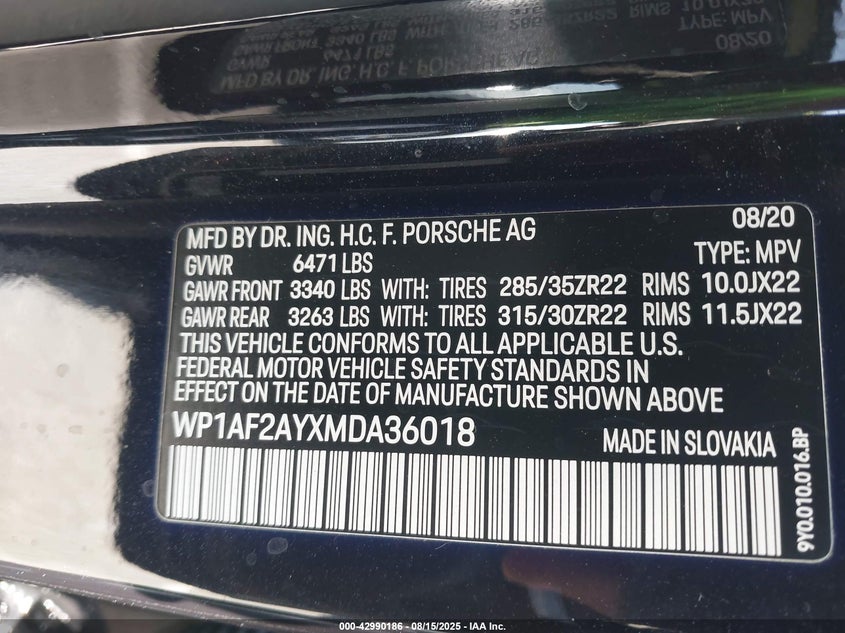 MFD BY DR. ING. H.C. F. PORSCHE AG 08/20
GVWR 6471 LBS TYPE: MPV
GAWR FRONT 3340 LBS WITH: TIRES 285/35ZR22 RIMS 10.0JX22
GAWR REAR 3263 LBS WITH: TIRES 315/30ZR22 RIMS 11.5JX22
THIS VEHICLE CONFORMS TO ALL APPLICABLE U.S.
FEDERAL MOTOR VEHICLE SAFETY STANDARDS IN
EFFECT ON THE DATE OF MANUFACTURE SHOWN ABOVE
WP1AF2AYXMDA36018 MADE IN SLOVAKIA
9Y0.010.016.BP
000-42990186 - 08/15/2025 - IAA Inc.